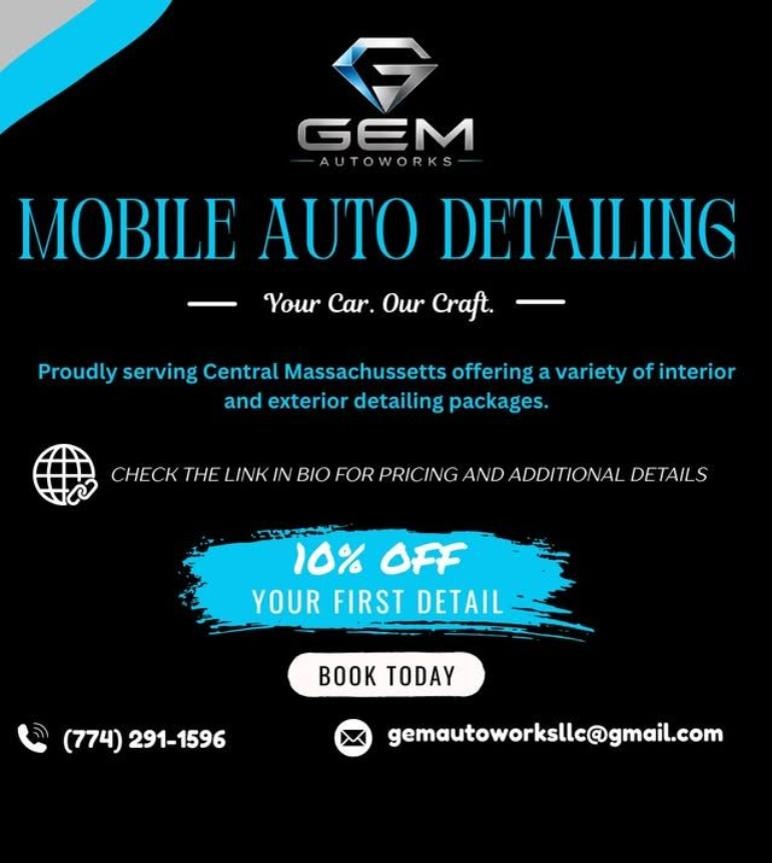 GEM
AUTOWORKS
MOBILE AUTO DETAILING
Your Car. Our Craft.
Proudly serving Central Massachussetts offering a variety of interior
and exterior detailing packages.
CHECK THE LINK IN BIO FOR PRICING AND ADDITIONAL DETAILS
10% OFF
YOUR FIRST DETAIL
BOOK TODAY
(774) 291-1596
gemautoworksllc@gmail.com